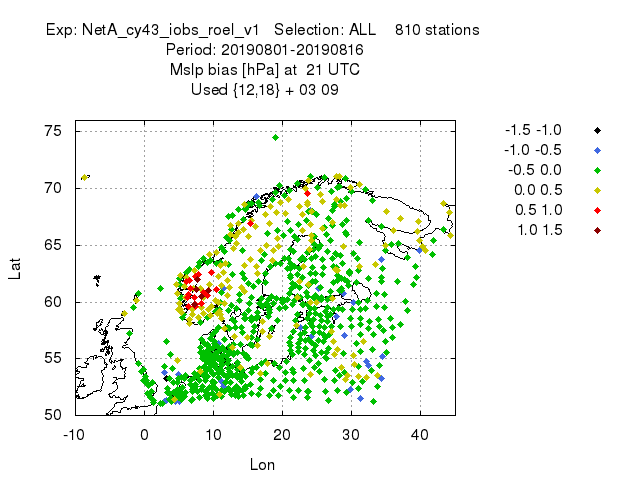 Exp: NetA_cy43_iobs_roel_v1 Selection: ALL 810 stations
Period: 20190801-20190816
Mslp bias [hPa] at 21 UTC
Used {12,18} + 03 09
75
70
65
60
55
50
Lat
-10 0 10 20 30 40
Lon
-1.5 -1.0
-1.0 -0.5
-0.5 0.0
0.0 0.5
0.5 1.0
1.0 1.5